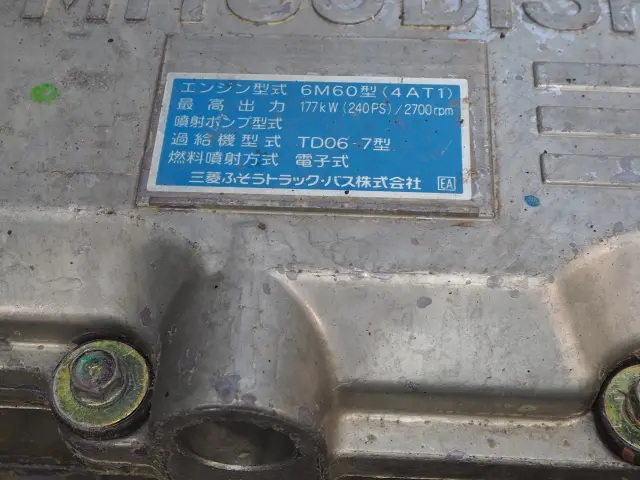 MITSUBISHI
エンジン型式 6M60型(4AT1)
最高出力 177kW(240PS)/2700rpm
噴射ポンプ型式
過給機型式 TD06-7型
燃料噴射方式 電子式
三菱ふそうトラック・バス株式会社 EA